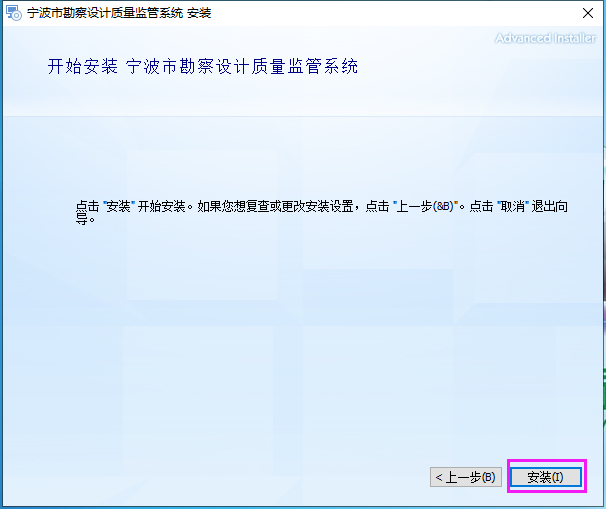 宁波市勘察设计质量监管系统 安装
Advanced Installer
开始安装 宁波市勘察设计质量监管系统
点击 "安装" 开始安装。如果您想复查或更改安装设置，点击 "上一步(&B)"。点击 "取消" 退出向
导。
< 上一步(B)
安装(I)